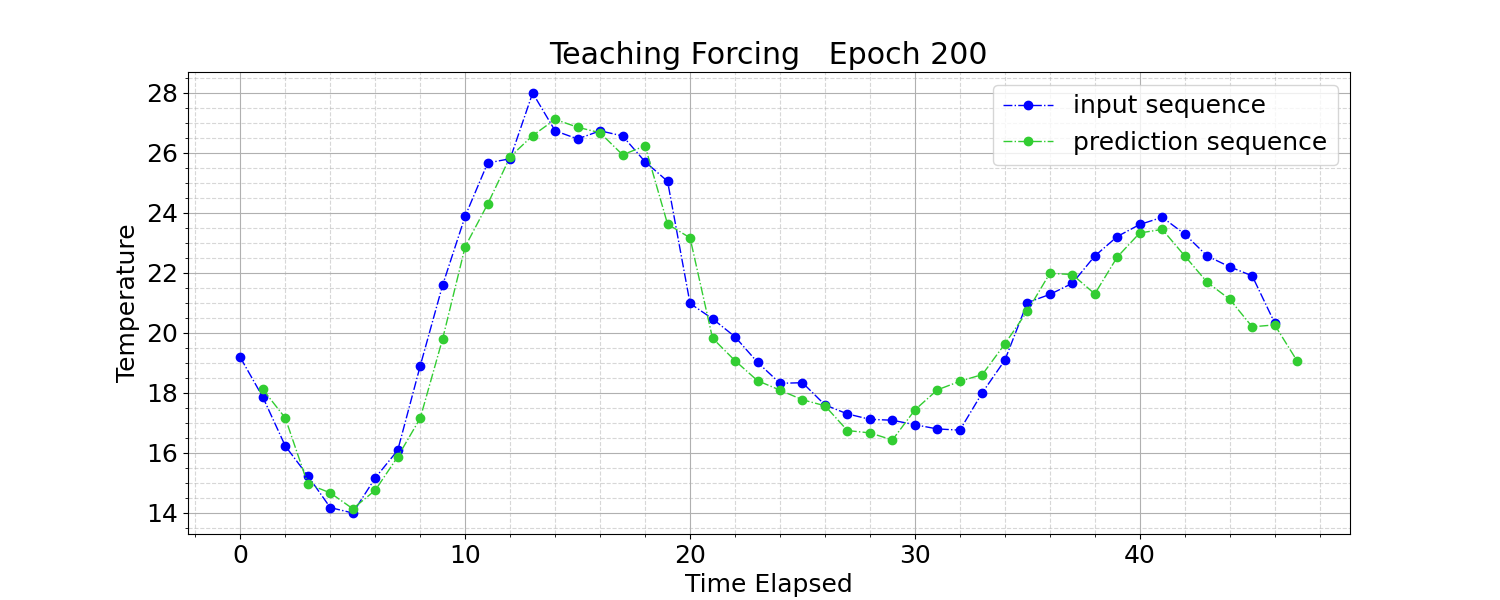 Teaching Forcing   Epoch 200
28
26
24
22
20
18
16
14
Temperature
input sequence
prediction sequence
0 10 20 30 40
Time Elapsed